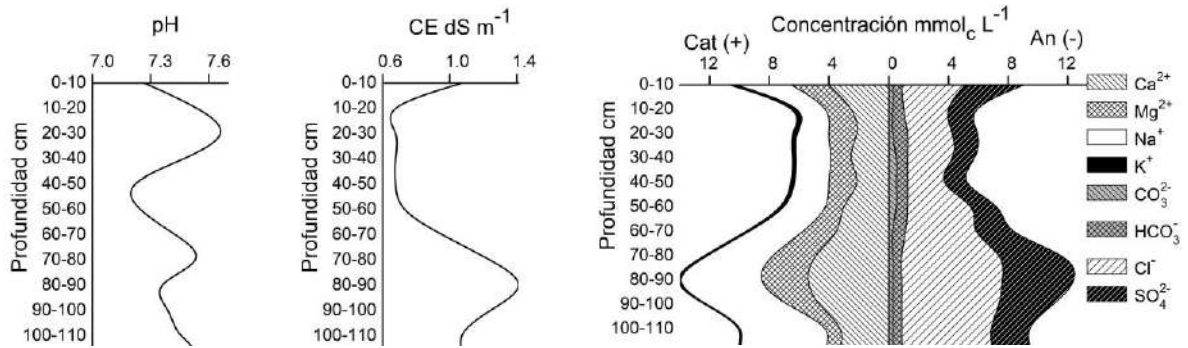 pH
7.0 7.3 7.6
Profundidad cm
0-10
10-20
20-30
30-40
40-50
50-60
60-70
70-80
80-90
90-100
100-110
CE dS m⁻¹
0.6 1.0 1.4
Profundidad cm
0-10
10-20
20-30
30-40
40-50
50-60
60-70
70-80
80-90
90-100
100-110
Concentración mmol_c L⁻¹
Cat (+) An (-)
12 8 4 0 4 8 12
Profundidad cm
0-10
10-20
20-30
30-40
40-50
50-60
60-70
70-80
80-90
90-100
100-110
Ca²⁺
Mg²⁺
Na⁺
K⁺
CO₃²⁻
HCO₃⁻
Cl⁻
SO₄²⁻